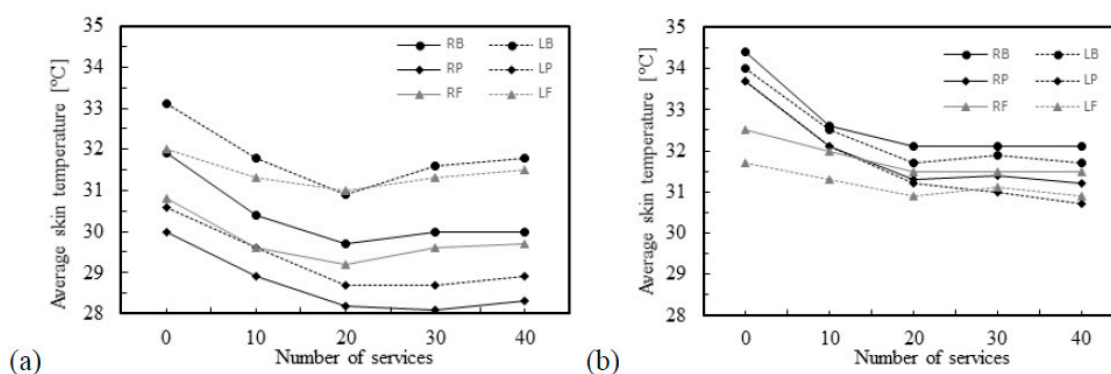 35
34
33
32
31
30
29
28
Average skin temperature [°C]
RB
LB
RP
LP
RF
LF
0
10
20
30
40
Number of services
(a)
35
34
33
32
31
30
29
28
Average skin temperature [°C]
RB
LB
RP
LP
RF
LF
0
10
20
30
40
Number of services
(b)